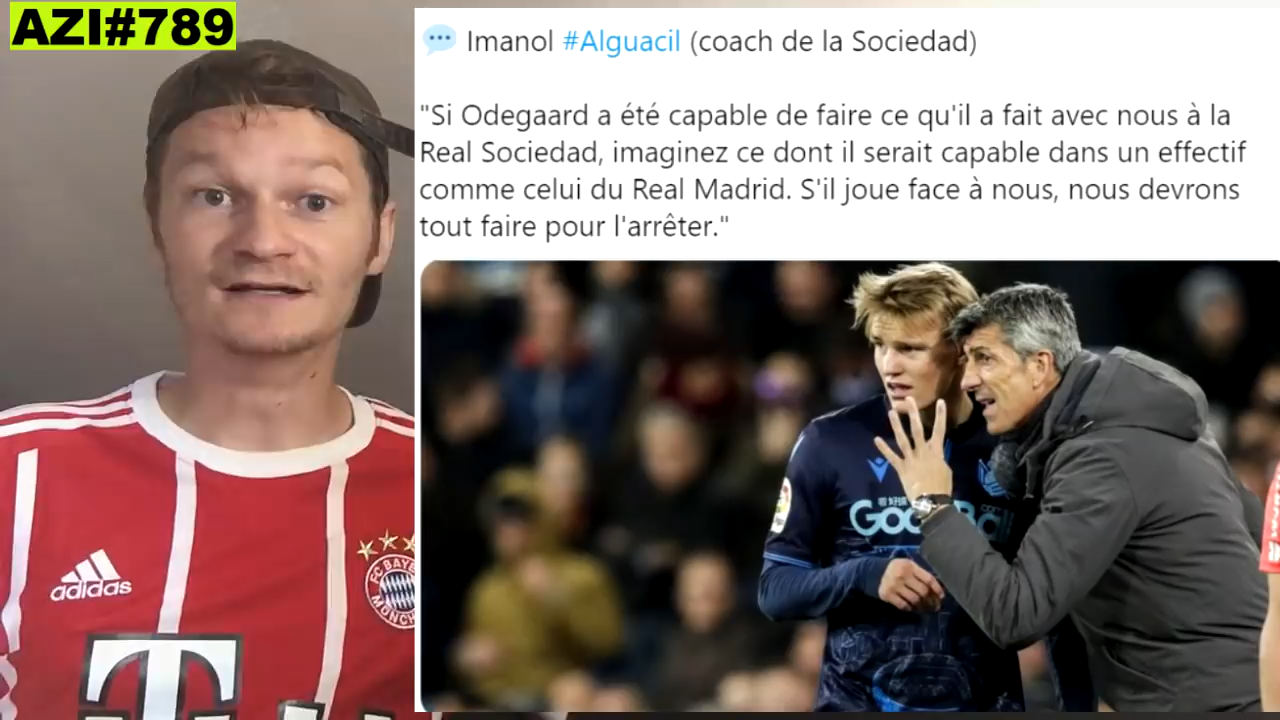 AZI#789
💬 Imanol #Alguacil (coach de la Sociedad)
"Si Odegaard a été capable de faire ce qu'il a fait avec nous à la
Real Sociedad, imaginez ce dont il serait capable dans un effectif
comme celui du Real Madrid. S'il joue face à nous, nous devrons
tout faire pour l'arrêter."
adidas
FC BAYE
MÜNCH
T